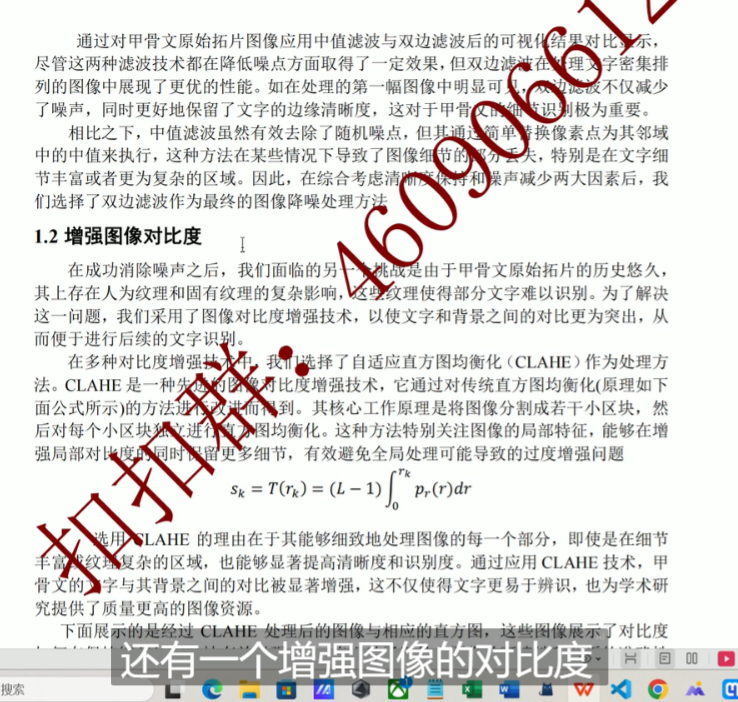 通过对甲骨文原始拓片图像应用中值滤波与双边滤波后的可视化结果对比显示，
尽管这两种滤波技术都在降低噪点方面取得了一定效果，但双边滤波在处理文字密集排
列的图像中展现了更优的性能。如在处理的第一幅图像中明显可见，双边滤波不仅减少
了噪声，同时更好地保留了文字的边缘清晰度，这对于甲骨文的细节识别极为重要。
相比之下，中值滤波虽然有效去除了随机噪点，但其通过简单替换像素点为其邻域
中的中值来执行，这种方法在某些情况下导致了图像细节的部分丢失，特别是在文字细
节丰富或者更为复杂的区域。因此，在综合考虑清晰度保持和噪声减少两大因素后，我
们选择了双边滤波作为最终的图像降噪处理方法
1.2 增强图像对比度
在成功消除噪声之后，我们面临的另一个挑战是由于甲骨文原始拓片的历史悠久，
其上存在人为纹理和固有纹理的复杂影响，这些纹理使得部分文字难以识别。为了解决
这一问题，我们采用了图像对比度增强技术，以使文字和背景之间的对比更为突出，从
而便于进行后续的文字识别。
在多种对比度增强技术中，我们选择了自适应直方图均衡化（CLAHE）作为处理方
法。CLAHE 是一种先进的图像对比度增强技术，它通过对传统直方图均衡化(原理如下
面公式所示)的方法进行改进而得到。其核心工作原理是将图像分割成若干小区块，然
后对每个小区块独立进行直方图均衡化。这种方法特别关注图像的局部特征，能够在增
强局部对比度的同时保留更多细节，有效避免全局处理可能导致的过度增强问题
s_k = T(r_k) = (L − 1) ∫_0^{r_k} p_r(r)dr
选用 CLAHE 的理由在于其能够细致地处理图像的每一个部分，即使是在细节
丰富或纹理复杂的区域，也能够显著提高清晰度和识别度。通过应用 CLAHE 技术，甲
骨文的文字与其背景之间的对比被显著增强，这不仅使得文字更易于辨识，也为学术研
究提供了质量更高的图像资源。
下面展示的是经过 CLAHE 处理后的图像与相应的直方图，这些图像展示了对比度
还有一个增强图像的对比度
搜索
扣扣群：460906612